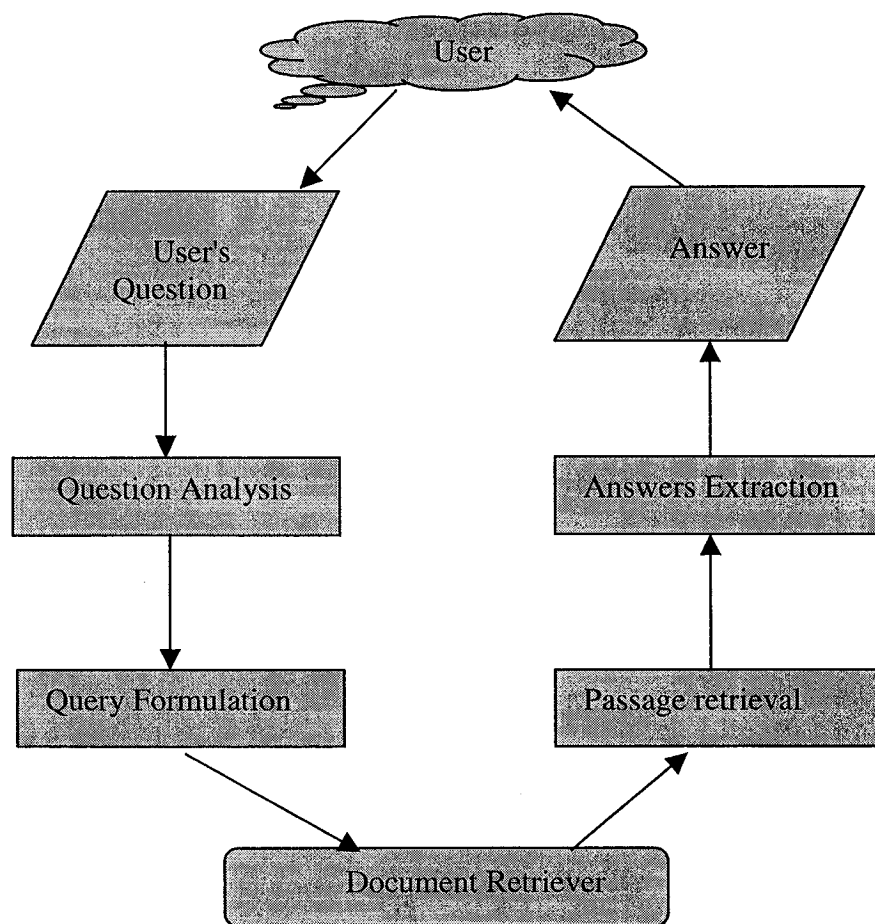 User
User's
Question
Answer
Question Analysis
Answers Extraction
Query Formulation
Passage retrieval
Document Retriever